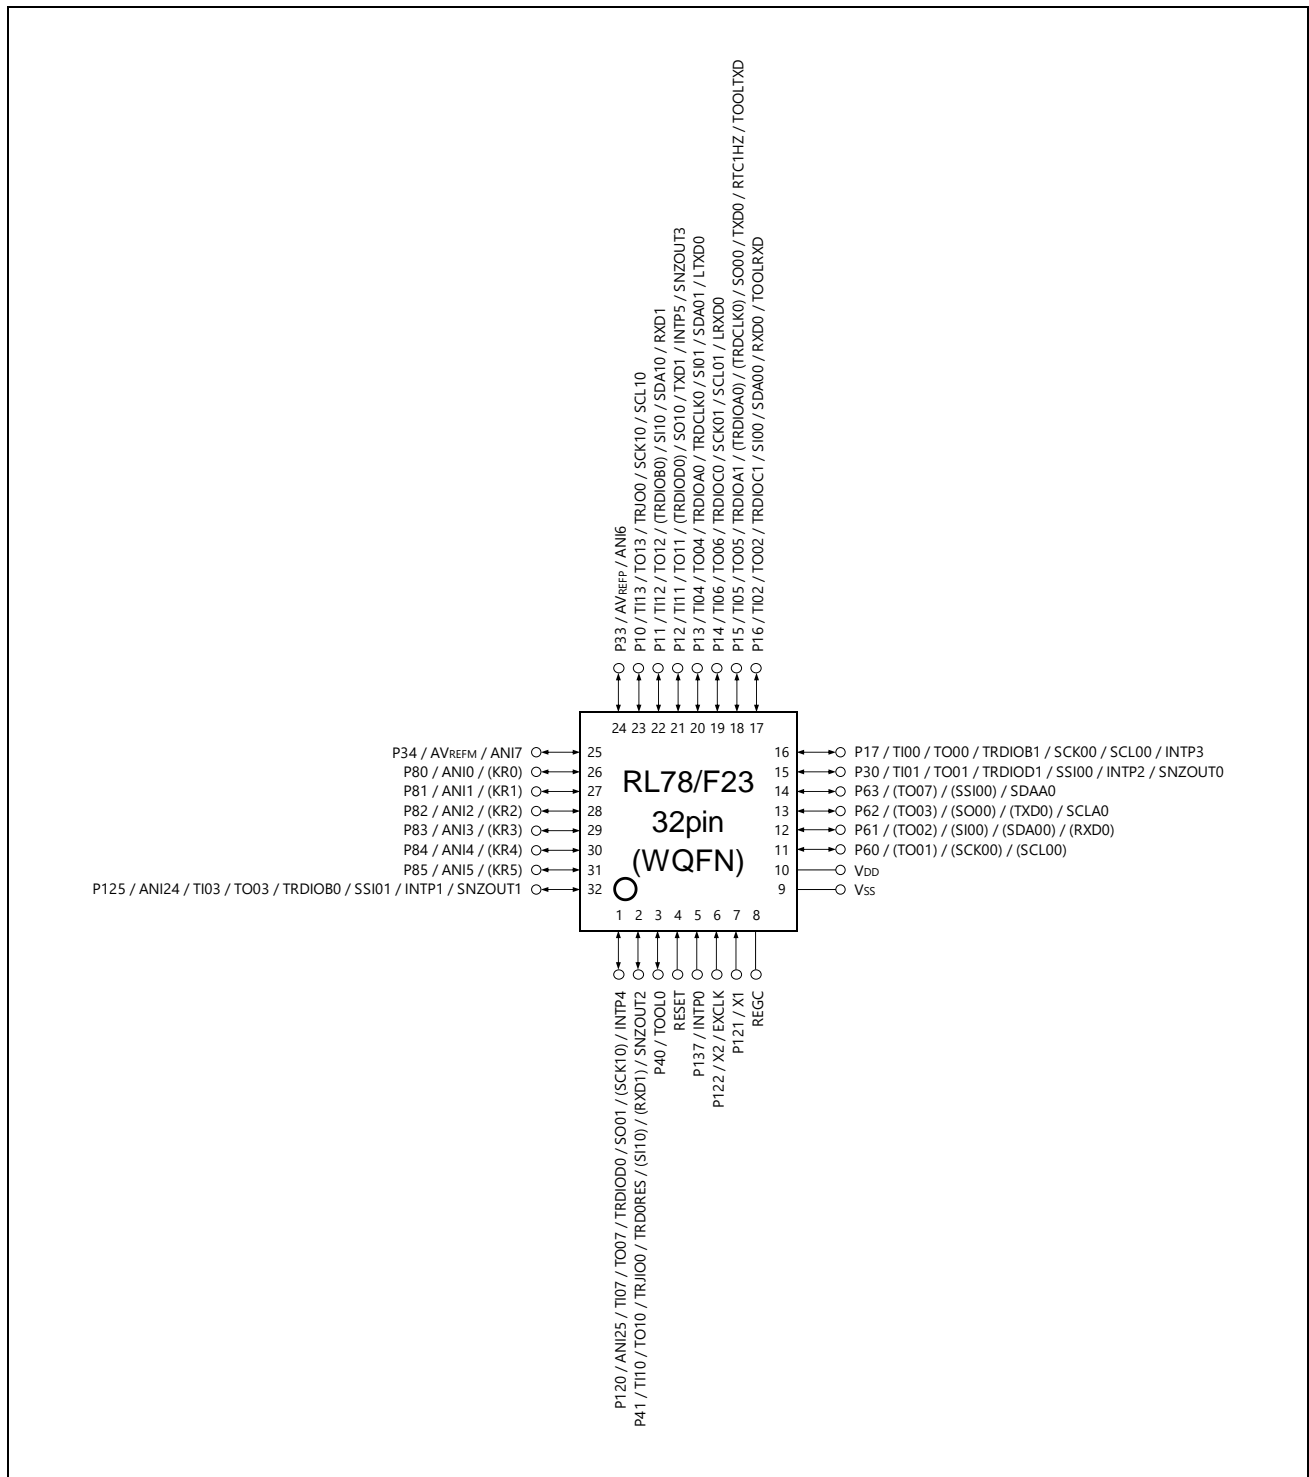 P33 / AVREFP / ANI6
P10 / TI13 / TO13 / TRJO0 / SCK10 / SCL10
P11 / TI12 / TO12 / (TRDIOB0) / SI10 / SDA10 / RXD1
P12 / TI11 / TO11 / (TRDIOD0) / SO10 / TXD1 / INTP5 / SNZOUT3
P13 / TI04 / TO04 / TRDIOA0 / TRDCLK0 / SI01 / SDA01 / LTXD0
P14 / TI06 / TO06 / TRDIOC0 / SCK01 / SCL01 / LRXD0
P15 / TI05 / TO05 / TRDIOA1 / (TRDIOA0) / (TRDCLK0) / SO00 / TXD0 / RTC1HZ / TOOLTXD
P16 / TI02 / TO02 / TRDIOC1 / SI00 / SDA00 / RXD0 / TOOLRXD
24 23 22 21 20 19 18 17
P34 / AVREFM / ANI7 25
P80 / ANI0 / (KR0) 26
P81 / ANI1 / (KR1) 27
P82 / ANI2 / (KR2) 28
P83 / ANI3 / (KR3) 29
P84 / ANI4 / (KR4) 30
P85 / ANI5 / (KR5) 31
P125 / ANI24 / TI03 / TO03 / TRDIOB0 / SSI01 / INTP1 / SNZOUT1 32
RL78/F23
32pin
(WQFN)
16 P17 / TI00 / TO00 / TRDIOB1 / SCK00 / SCL00 / INTP3
15 P30 / TI01 / TO01 / TRDIOD1 / SSI00 / INTP2 / SNZOUT0
14 P63 / (TO07) / (SSI00) / SDAA0
13 P62 / (TO03) / (SO00) / (TXD0) / SCLA0
12 P61 / (TO02) / (SI00) / (SDA00) / (RXD0)
11 P60 / (TO01) / (SCK00) / (SCL00)
10 VDD
9 VSS
1 2 3 4 5 6 7 8
P120 / ANI25 / TI07 / TO07 / TRDIOD0 / SO01 / (SCK10) / INTP4
P41 / TI10 / TO10 / TRJIO0 / TRD0RES / (SI10) / (RXD1) / SNZOUT2
P40 / TOOL0
RESET
P137 / INTP0
P122 / X2 / EXCLK
P121 / X1
REGC